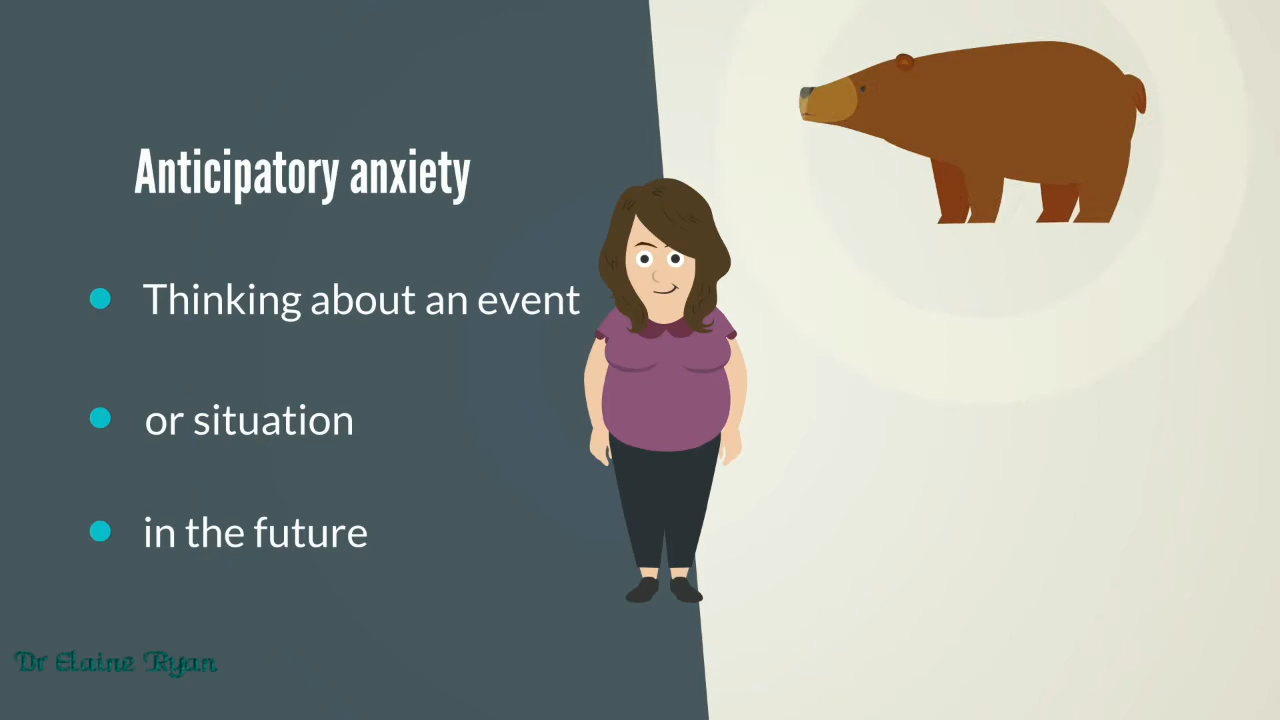 Anticipatory anxiety
Thinking about an event
or situation
in the future
Dr Elaine Ryan